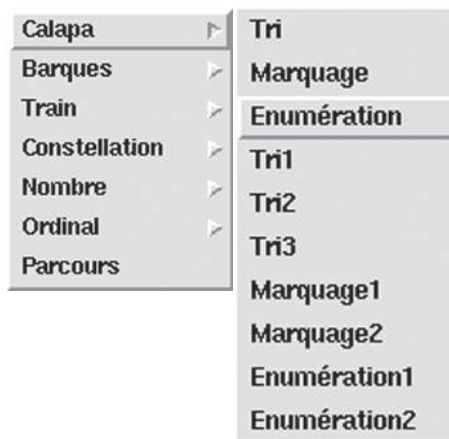 Calapa
Barques
Train
Constellation
Nombre
Ordinal
Parcours
Tri
Marquage
Enumération
Tri1
Tri2
Tri3
Marquage1
Marquage2
Enumération1
Enumération2